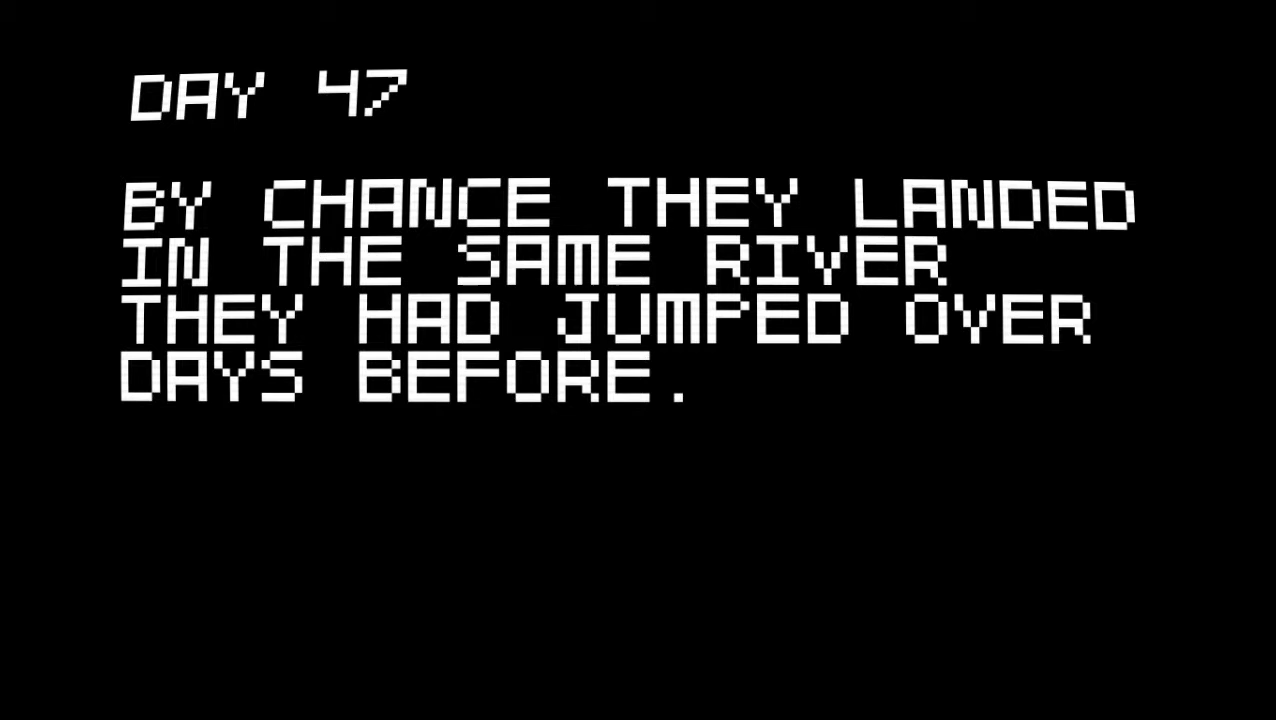 DAY 47
BY CHANCE THEY LANDED
IN THE SAME RIVER
THEY HAD JUMPED OVER
DAYS BEFORE.